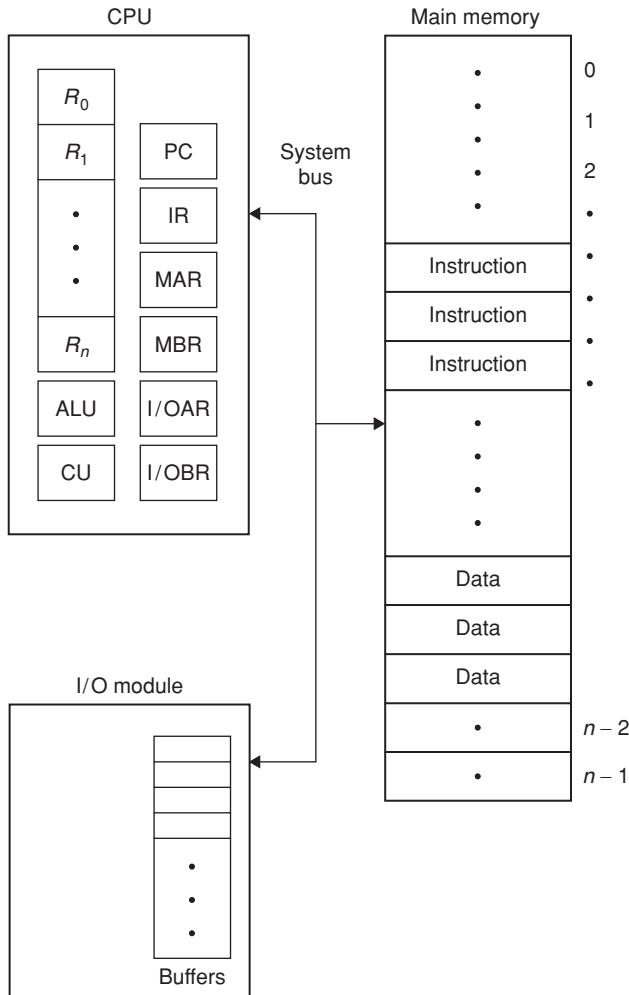 CPU
R0
R1
Rn
ALU
CU
PC
IR
MAR
MBR
I/OAR
I/OBR
System
bus
Main memory
0
1
2
Instruction
Instruction
Instruction
Data
Data
Data
n – 2
n – 1
I/O module
Buffers